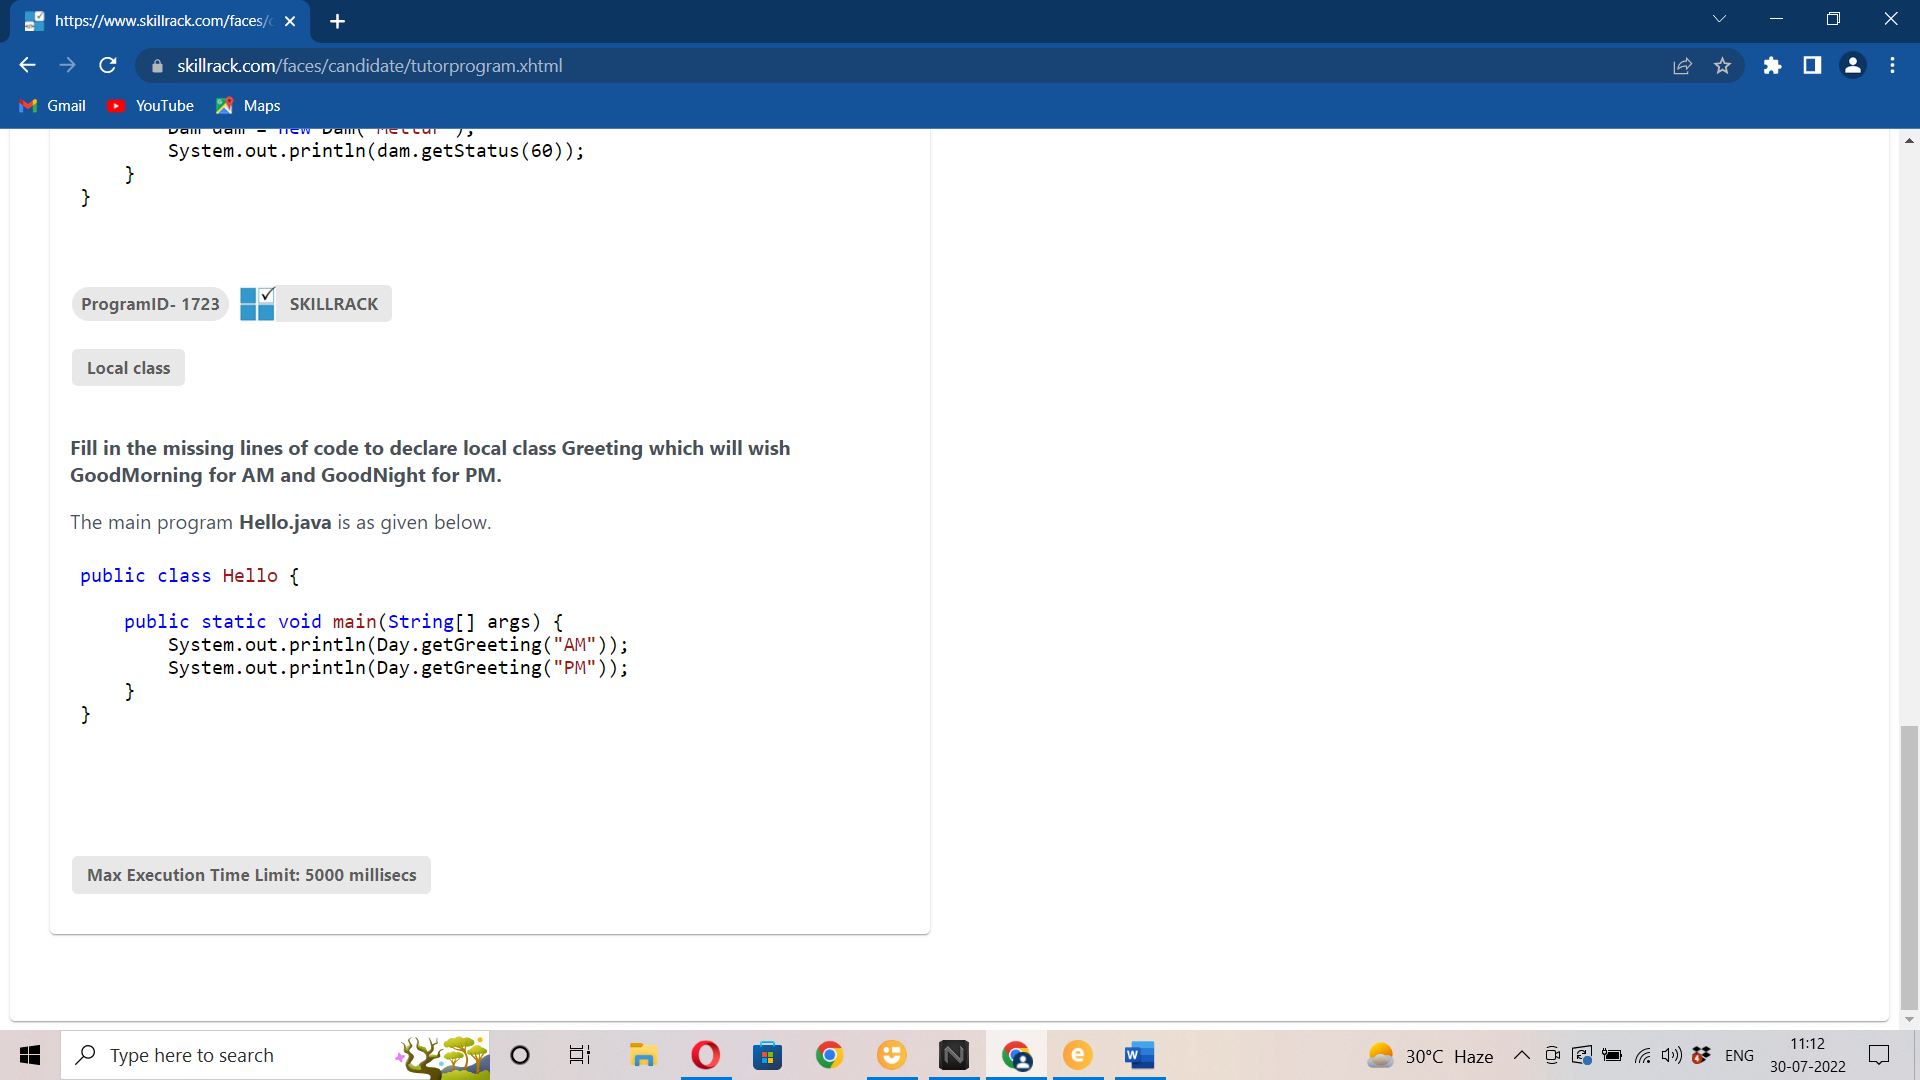 https://www.skillrack.com/faces/
skillrack.com/faces/candidate/tutorprogram.xhtml
Gmail YouTube Maps
Dam dam = new Dam("Mettur");
        System.out.println(dam.getStatus(60));
    }
}
ProgramID- 1723 SKILLRACK
Local class
Fill in the missing lines of code to declare local class Greeting which will wish
GoodMorning for AM and GoodNight for PM.
The main program Hello.java is as given below.
public class Hello {
    public static void main(String[] args) {
        System.out.println(Day.getGreeting("AM"));
        System.out.println(Day.getGreeting("PM"));
    }
}
Max Execution Time Limit: 5000 millisecs
Type here to search
30°C Haze
ENG
11:12
30-07-2022